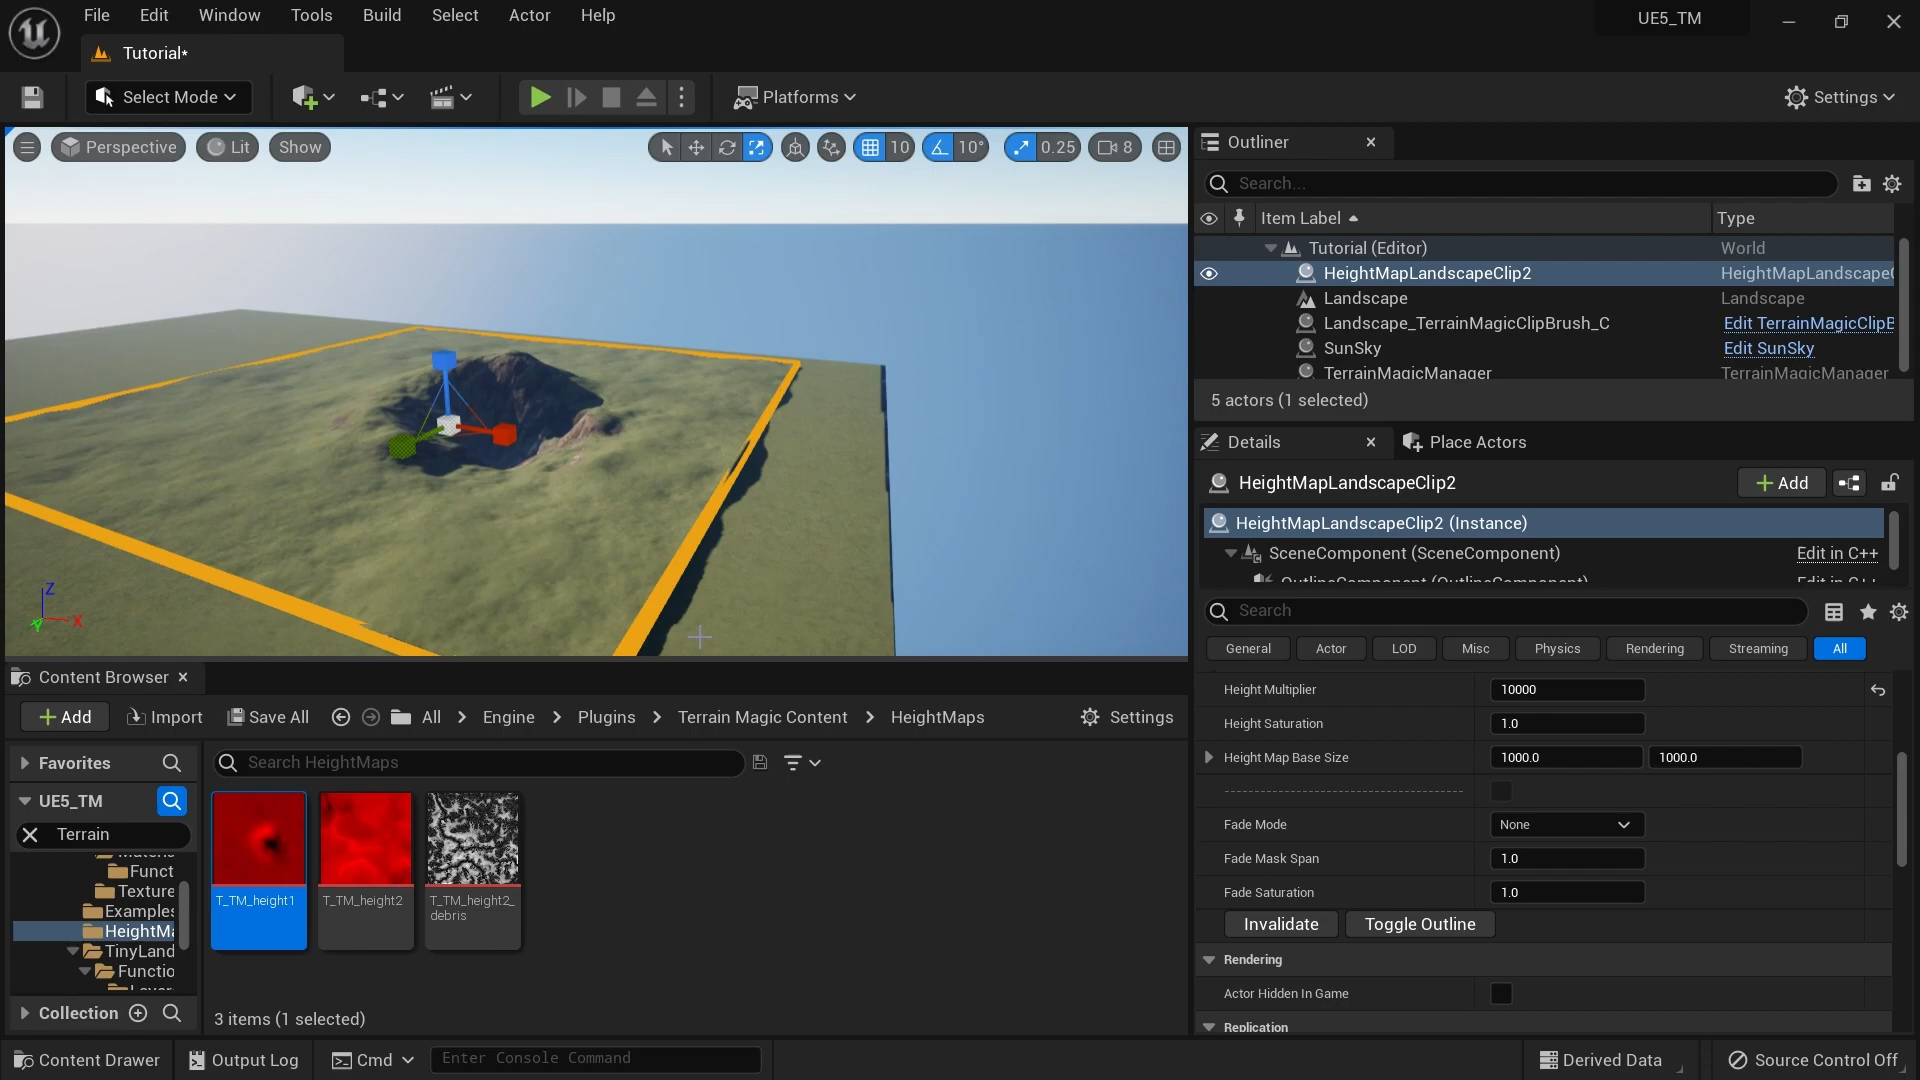 File Edit Window Tools Build Select Actor Help
UE5_TM
Tutorial*
Select Mode
Platforms
Settings
Perspective Lit Show
10 10° 0.25 8
Z
X
Y
Outliner
Search...
Item Label Type
Tutorial (Editor) World
HeightMapLandscapeClip2 HeightMapLandscapeC
Landscape Landscape
Landscape_TerrainMagicClipBrush_C Edit TerrainMagicClipB
SunSky Edit SunSky
TerrainMagicManager TerrainMagicManager
5 actors (1 selected)
Details Place Actors
HeightMapLandscapeClip2 Add
HeightMapLandscapeClip2 (Instance)
SceneComponent (SceneComponent) Edit in C++
OutlineComponent (OutlineComponent) Edit in C++
Search
General Actor LOD Misc Physics Rendering Streaming All
Height Multiplier 10000
Height Saturation 1.0
Height Map Base Size 1000.0 1000.0
Fade Mode None
Fade Mask Span 1.0
Fade Saturation 1.0
Invalidate Toggle Outline
Rendering
Actor Hidden In Game
Replication
Content Browser
Add Import Save All All > Engine > Plugins > Terrain Magic Content > HeightMaps Settings
Favorites
Search HeightMaps
UE5_TM
Terrain
Funct
Texture
Examples
HeightMa
TinyLand
Functio
Collection
T_TM_height1
T_TM_height2
T_TM_height2_
debris
3 items (1 selected)
Content Drawer Output Log Cmd Enter Console Command Derived Data Source Control Off